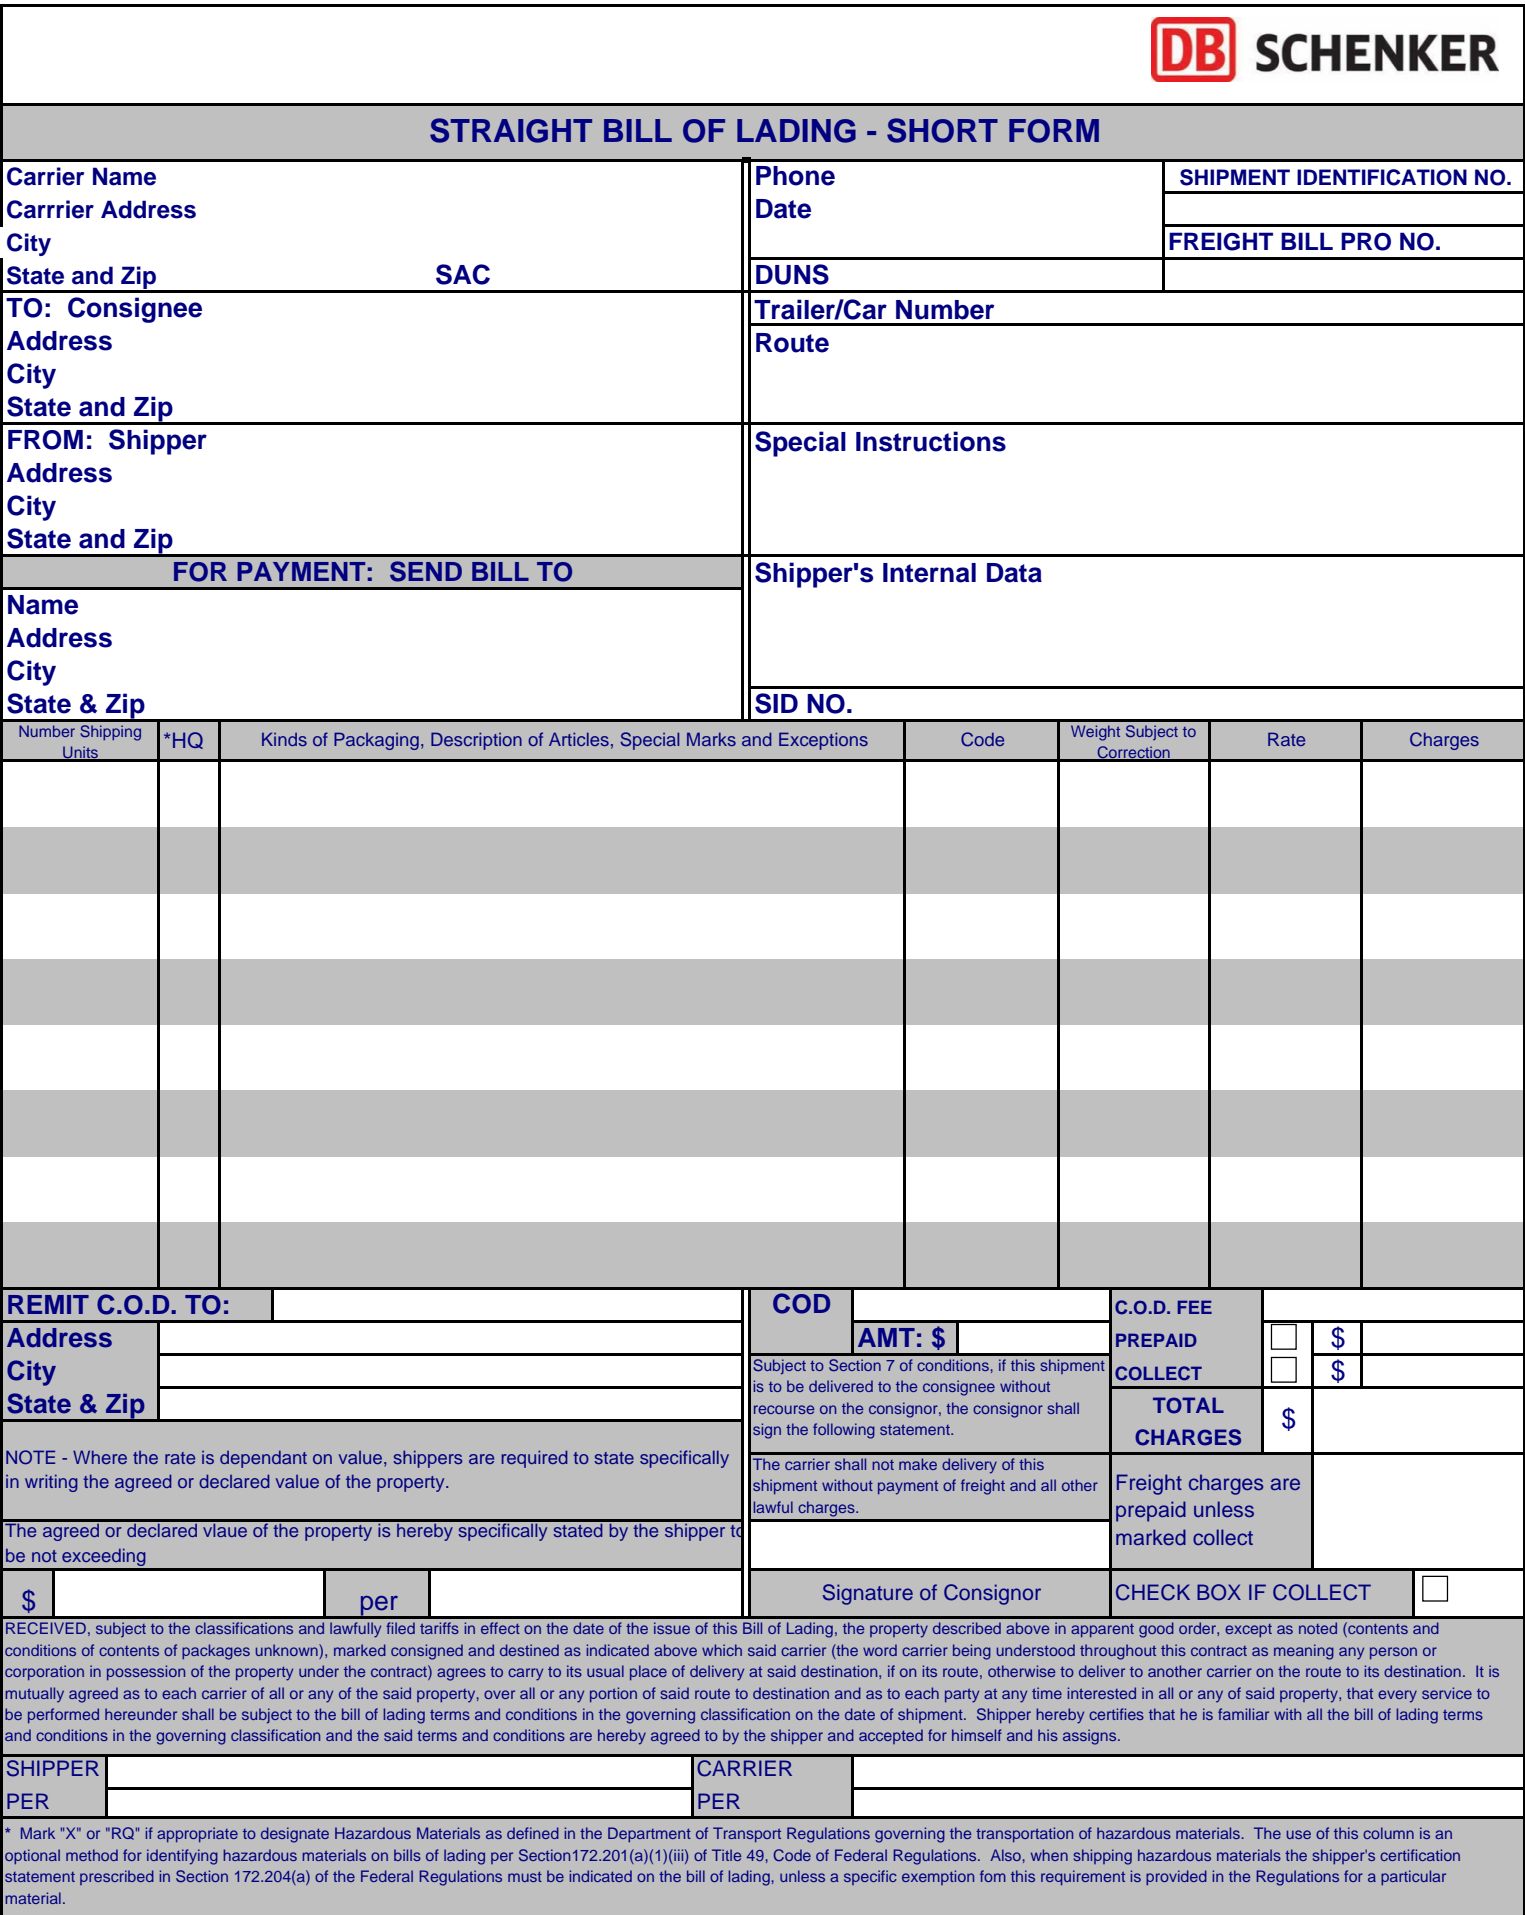 DB SCHENKER
STRAIGHT BILL OF LADING - SHORT FORM
Carrier Name
Carrrier Address
City
State and Zip SAC
Phone
Date
DUNS
SHIPMENT IDENTIFICATION NO.
FREIGHT BILL PRO NO.
TO: Consignee
Address
City
State and Zip
Trailer/Car Number
Route
FROM: Shipper
Address
City
State and Zip
Special Instructions
FOR PAYMENT: SEND BILL TO
Name
Address
City
State & Zip
Shipper's Internal Data
SID NO.
Number Shipping
Units
*HQ
Kinds of Packaging, Description of Articles, Special Marks and Exceptions
Code
Weight Subject to
Correction
Rate
Charges
REMIT C.O.D. TO:
Address
City
State & Zip
COD
AMT: $
C.O.D. FEE
PREPAID $
COLLECT $
TOTAL
CHARGES
$
Subject to Section 7 of conditions, if this shipment
is to be delivered to the consignee without
recourse on the consignor, the consignor shall
sign the following statement.
NOTE - Where the rate is dependant on value, shippers are required to state specifically
in writing the agreed or declared value of the property.
The carrier shall not make delivery of this
shipment without payment of freight and all other
lawful charges.
Freight charges are
prepaid unless
marked collect
The agreed or declared vlaue of the property is hereby specifically stated by the shipper to
be not exceeding
$ per
Signature of Consignor
CHECK BOX IF COLLECT
RECEIVED, subject to the classifications and lawfully filed tariffs in effect on the date of the issue of this Bill of Lading, the property described above in apparent good order, except as noted (contents and
conditions of contents of packages unknown), marked consigned and destined as indicated above which said carrier (the word carrier being understood throughout this contract as meaning any person or
corporation in possession of the property under the contract) agrees to carry to its usual place of delivery at said destination, if on its route, otherwise to deliver to another carrier on the route to its destination. It is
mutually agreed as to each carrier of all or any of the said property, over all or any portion of said route to destination and as to each party at any time interested in all or any of said property, that every service to
be performed hereunder shall be subject to the bill of lading terms and conditions in the governing classification on the date of shipment. Shipper hereby certifies that he is familiar with all the bill of lading terms
and conditions in the governing classification and the said terms and conditions are hereby agreed to by the shipper and accepted for himself and his assigns.
SHIPPER
PER
CARRIER
PER
* Mark "X" or "RQ" if appropriate to designate Hazardous Materials as defined in the Department of Transport Regulations governing the transportation of hazardous materials. The use of this column is an
optional method for identifying hazardous materials on bills of lading per Section172.201(a)(1)(iii) of Title 49, Code of Federal Regulations. Also, when shipping hazardous materials the shipper's certification
statement prescribed in Section 172.204(a) of the Federal Regulations must be indicated on the bill of lading, unless a specific exemption fom this requirement is provided in the Regulations for a particular
material.